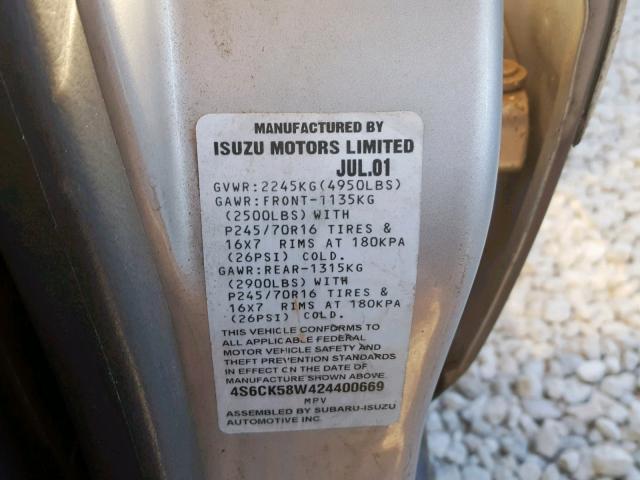 MANUFACTURED BY
ISUZU MOTORS LIMITED
JUL.01
GVWR:2245KG(4950LBS)
GAWR:FRONT-1135KG
(2500LBS)WITH
P245/70R16 TIRES &
16X7 RIMS AT 180KPA
(26PSI) COLD.
GAWR:REAR-1315KG
(2900LBS)WITH
P245/70R16 TIRES &
16X7 RIMS AT 180KPA
(26PSI) COLD.
THIS VEHICLE CONFORMS TO
ALL APPLICABLE FEDERAL
MOTOR VEHICLE SAFETY AND
THEFT PREVENTION STANDARDS
IN EFFECT ON THE DATE OF
MANUFACTURE SHOWN ABOVE.
4S6CK58W424400669
MPV
ASSEMBLED BY SUBARU-ISUZU
AUTOMOTIVE INC.